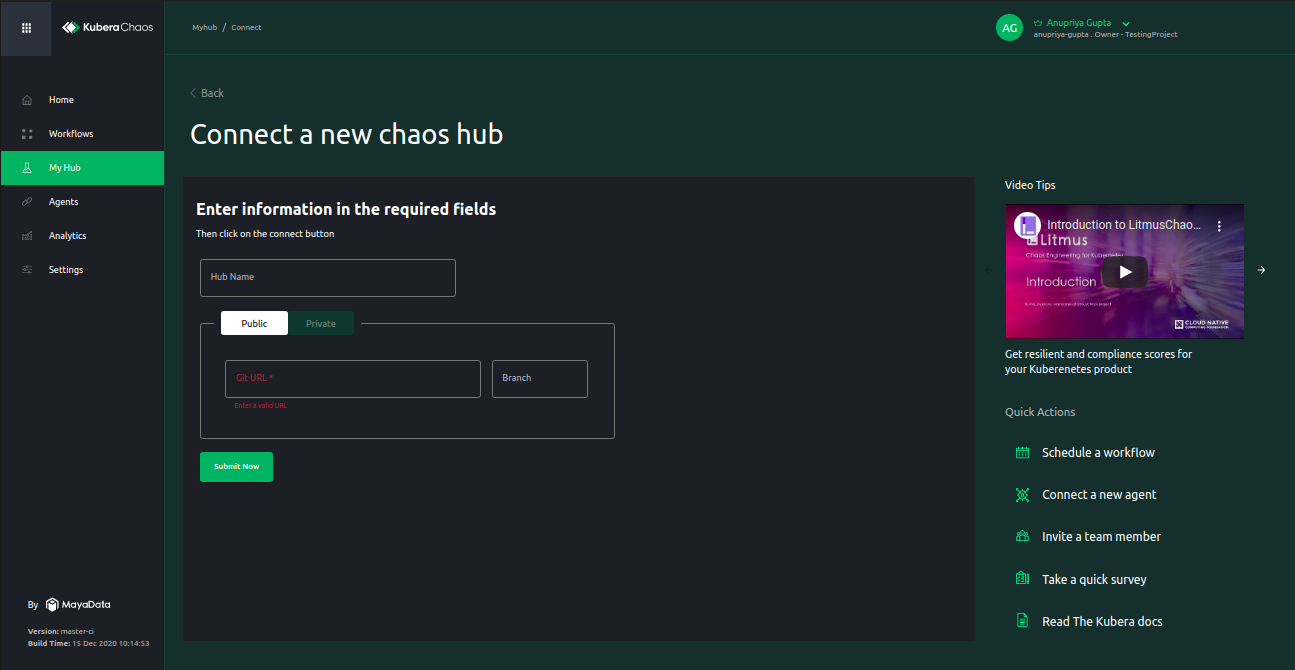 KuberaChaos
Myhub / Connect
AG
Anupriya Gupta
anupriya-gupta . Owner - TestingProject
Home
Workflows
My Hub
Agents
Analytics
Settings
By MayaData
Version: master-ci
Build Time: 15 Dec 2020 10:14:53
Back
Connect a new chaos hub
Enter information in the required fields
Then click on the connect button
Hub Name
Public
Private
Git URL *
Branch
Enter a valid URL
Submit Now
Video Tips
Introduction to LitmusChao...
Litmus
Chaos Engineering for Kubernetes
Introduction
CLOUD NATIVE
COMPUTING FOUNDATION
Get resilient and compliance scores for
your Kuberenetes product
Quick Actions
Schedule a workflow
Connect a new agent
Invite a team member
Take a quick survey
Read The Kubera docs